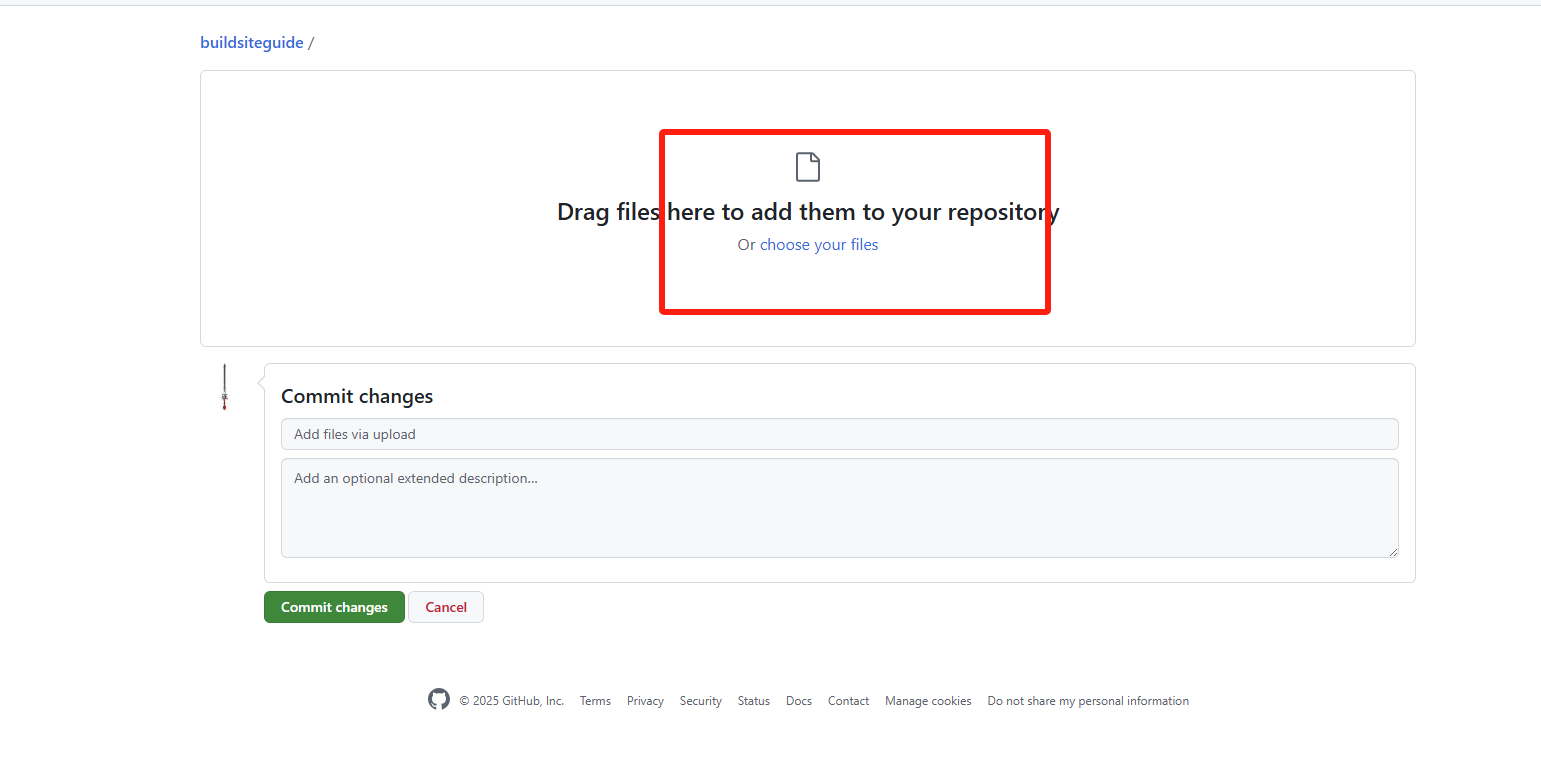 buildsiteguide /
Drag files here to add them to your repository
Or choose your files
Commit changes
Add files via upload
Add an optional extended description...
Commit changes Cancel
© 2025 GitHub, Inc. Terms Privacy Security Status Docs Contact Manage cookies Do not share my personal information